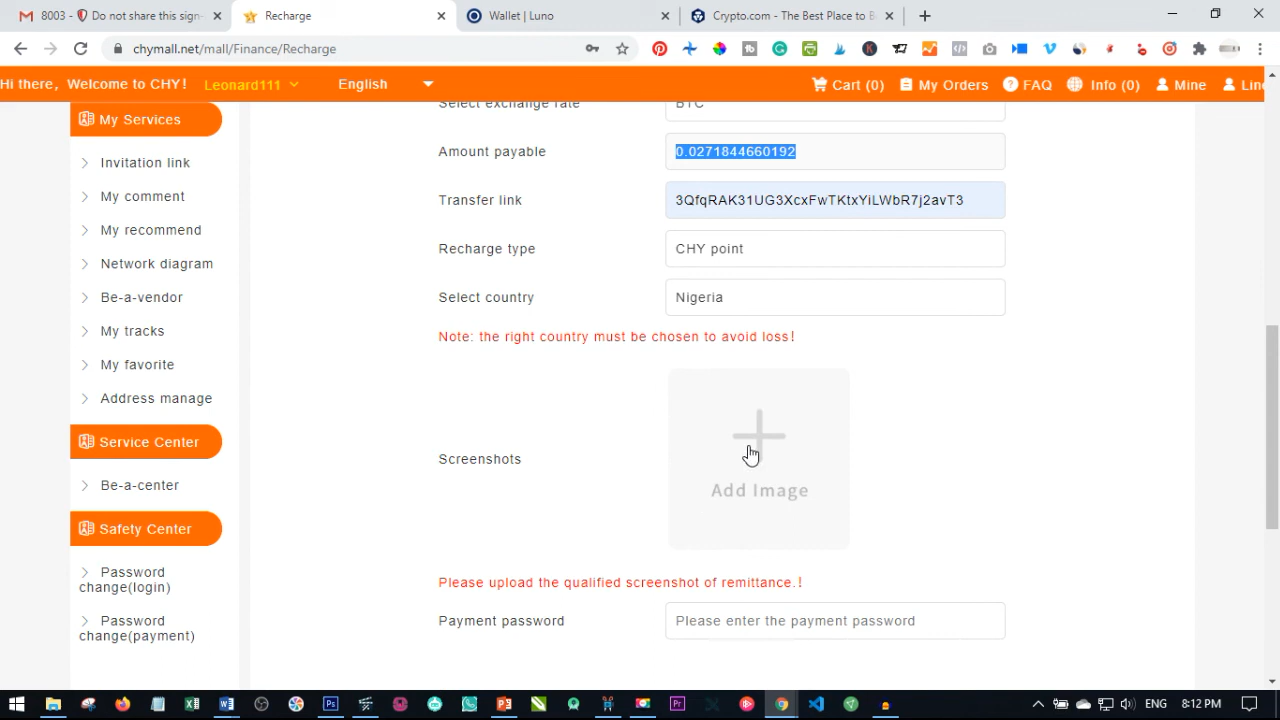 8003 - Do not share this sign-
Recharge
Wallet | Luno
Crypto.com - The Best Place to B
chymall.net/mall/Finance/Recharge
Hi there, Welcome to CHY! Leonard111 English Cart (0) My Orders FAQ Info (0) Mine Lin
My Services
Invitation link
My comment
My recommend
Network diagram
Be-a-vendor
My tracks
My favorite
Address manage
Service Center
Be-a-center
Safety Center
Password
change(login)
Password
change(payment)
Select exchange rate BTC
Amount payable 0.0271844660192
Transfer link 3QfqRAK31UG3XcxFwTKtxYiLWbR7j2avT3
Recharge type CHY point
Select country Nigeria
Note: the right country must be chosen to avoid loss!
Screenshots
Add Image
Please upload the qualified screenshot of remittance.!
Payment password Please enter the payment password
ENG 8:12 PM